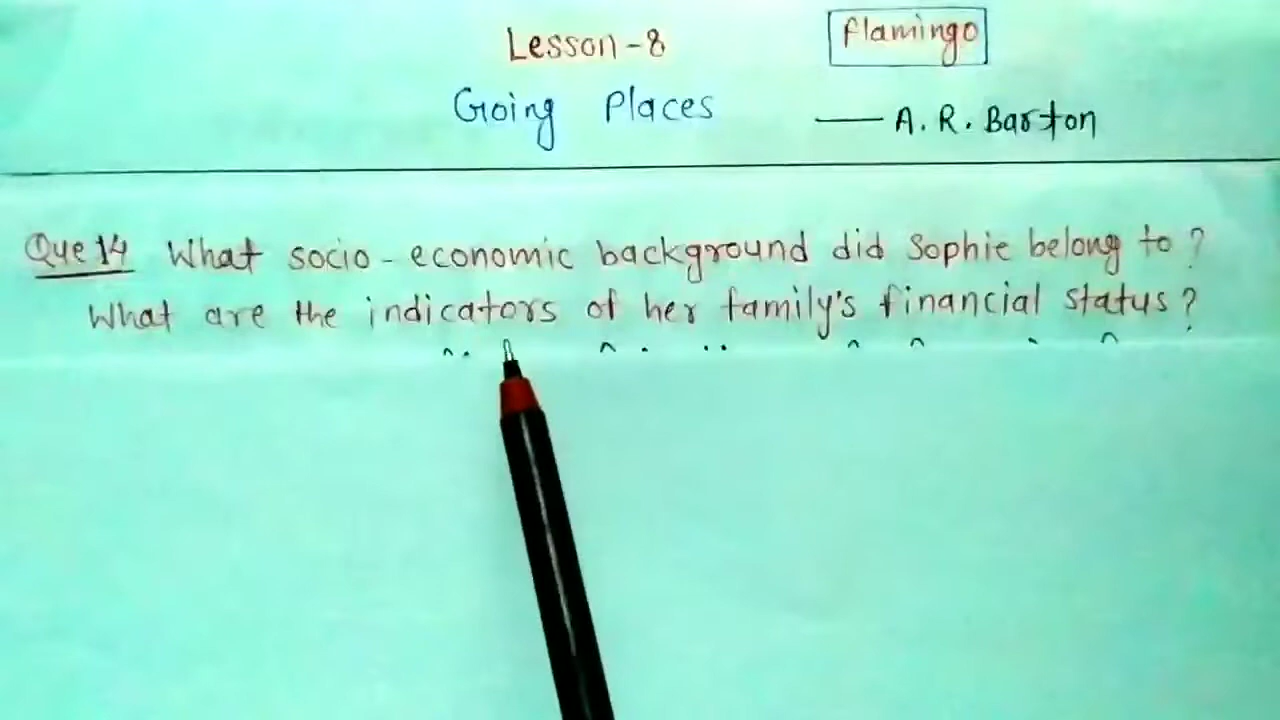 Lesson - 8
Flamingo
Going Places
— A. R. Barton
Que 14 What socio - economic background did Sophie belong to ?
What are the indicators of her family's financial status ?